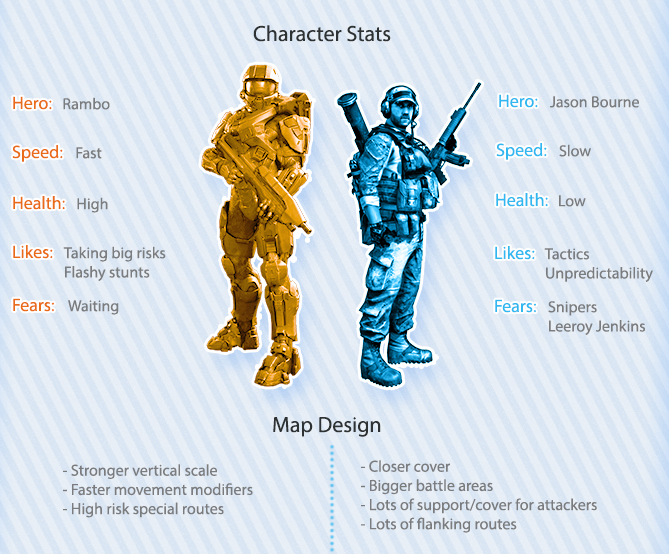 Character Stats
Hero: Rambo
Speed: Fast
Health: High
Likes: Taking big risks
Flashy stunts
Fears: Waiting
Hero: Jason Bourne
Speed: Slow
Health: Low
Likes: Tactics
Unpredictability
Fears: Snipers
Leeroy Jenkins
Map Design
- Stronger vertical scale
- Faster movement modifiers
- High risk special routes
- Closer cover
- Bigger battle areas
- Lots of support/cover for attackers
- Lots of flanking routes